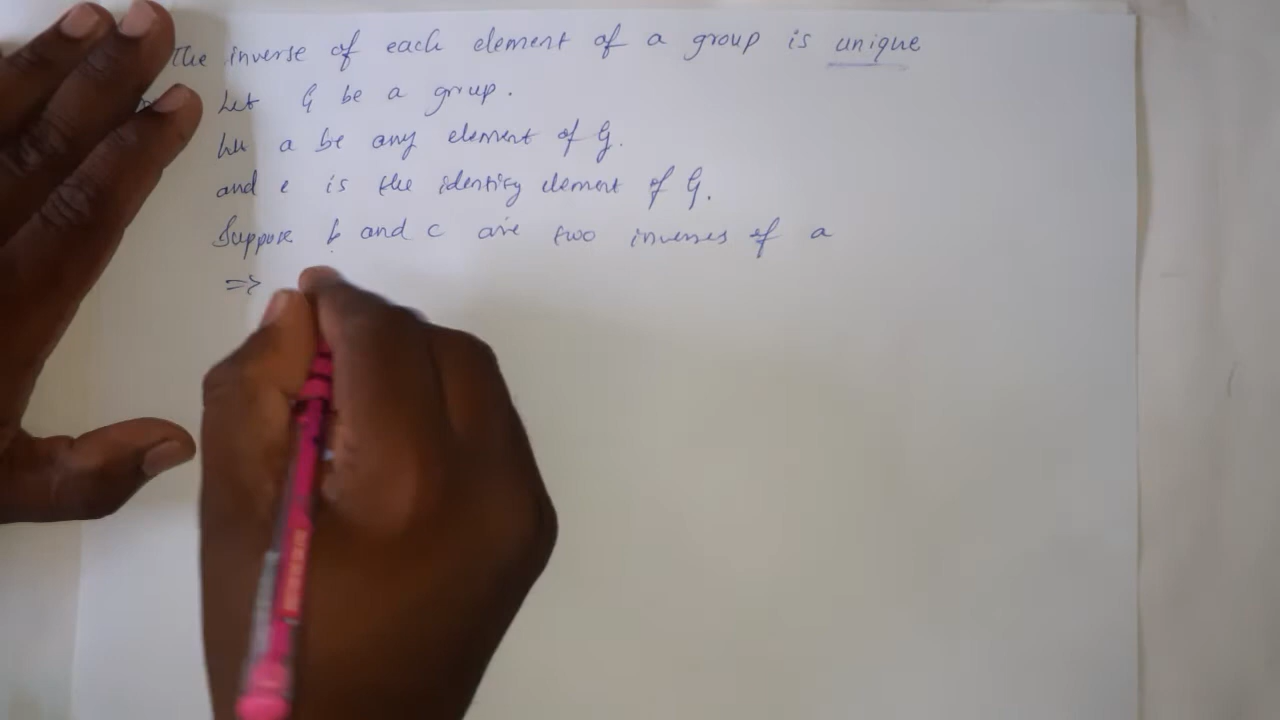 The inverse of each element of a group is unique
Let G be a group.
Let a be any element of G.
and e is the identity element of G.
Suppose b and c are two inverses of a
=>